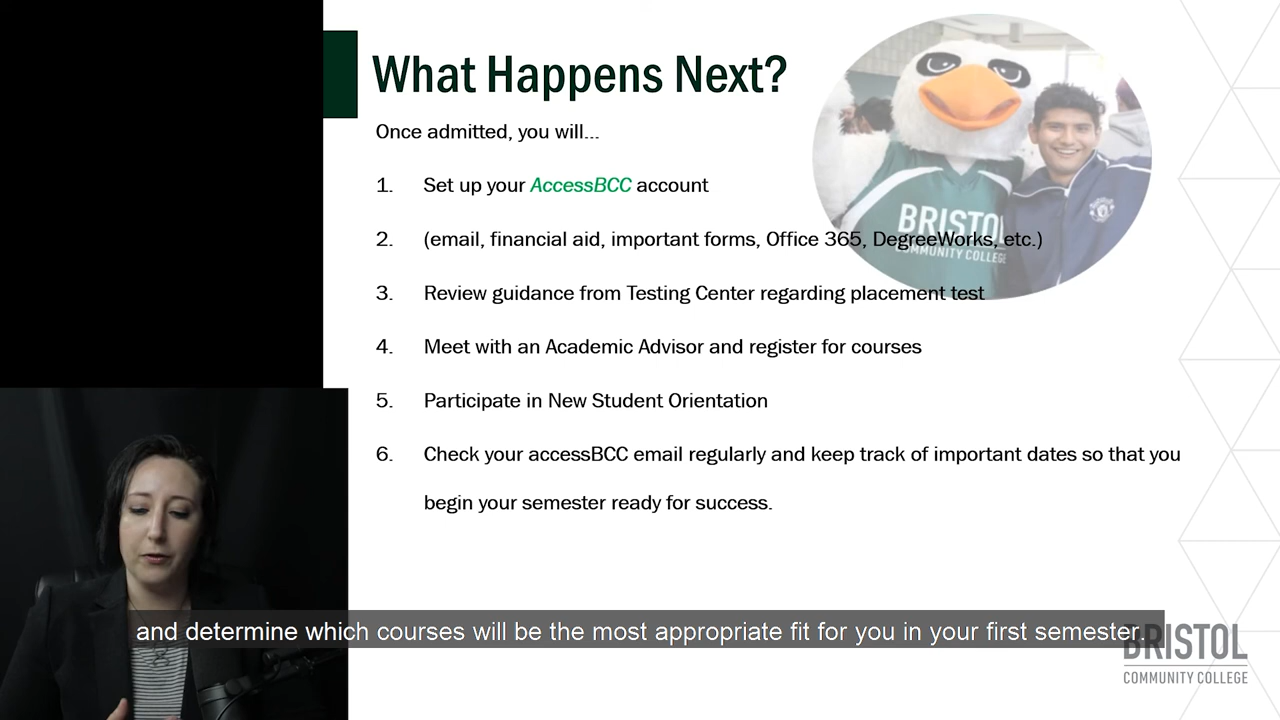 What Happens Next?
Once admitted, you will...
1. Set up your AccessBCC account
2. (email, financial aid, important forms, Office 365, DegreeWorks, etc.)
3. Review guidance from Testing Center regarding placement test
4. Meet with an Academic Advisor and register for courses
5. Participate in New Student Orientation
6. Check your accessBCC email regularly and keep track of important dates so that you
begin your semester ready for success.
BRISTOL
COMMUNITY COLLEGE
and determine which courses will be the most appropriate fit for you in your first semester.
BRISTOL
COMMUNITY COLLEGE